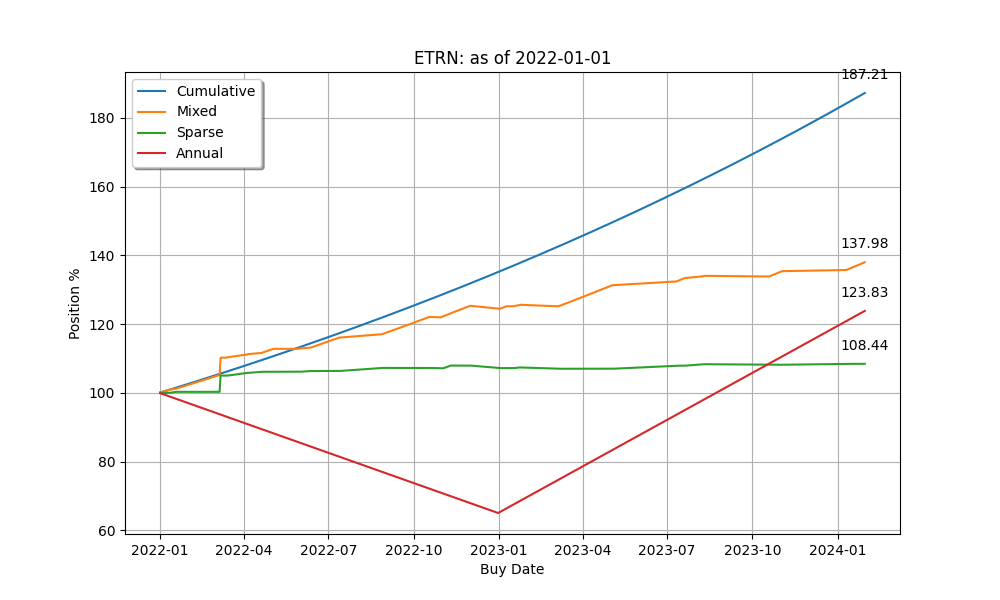 ETRN: as of 2022-01-01
187.21
Cumulative
Mixed
Sparse
Annual
180
160
140
120
100
80
60
137.98
123.83
108.44
Position %
2022-01 2022-04 2022-07 2022-10 2023-01 2023-04 2023-07 2023-10 2024-01
Buy Date